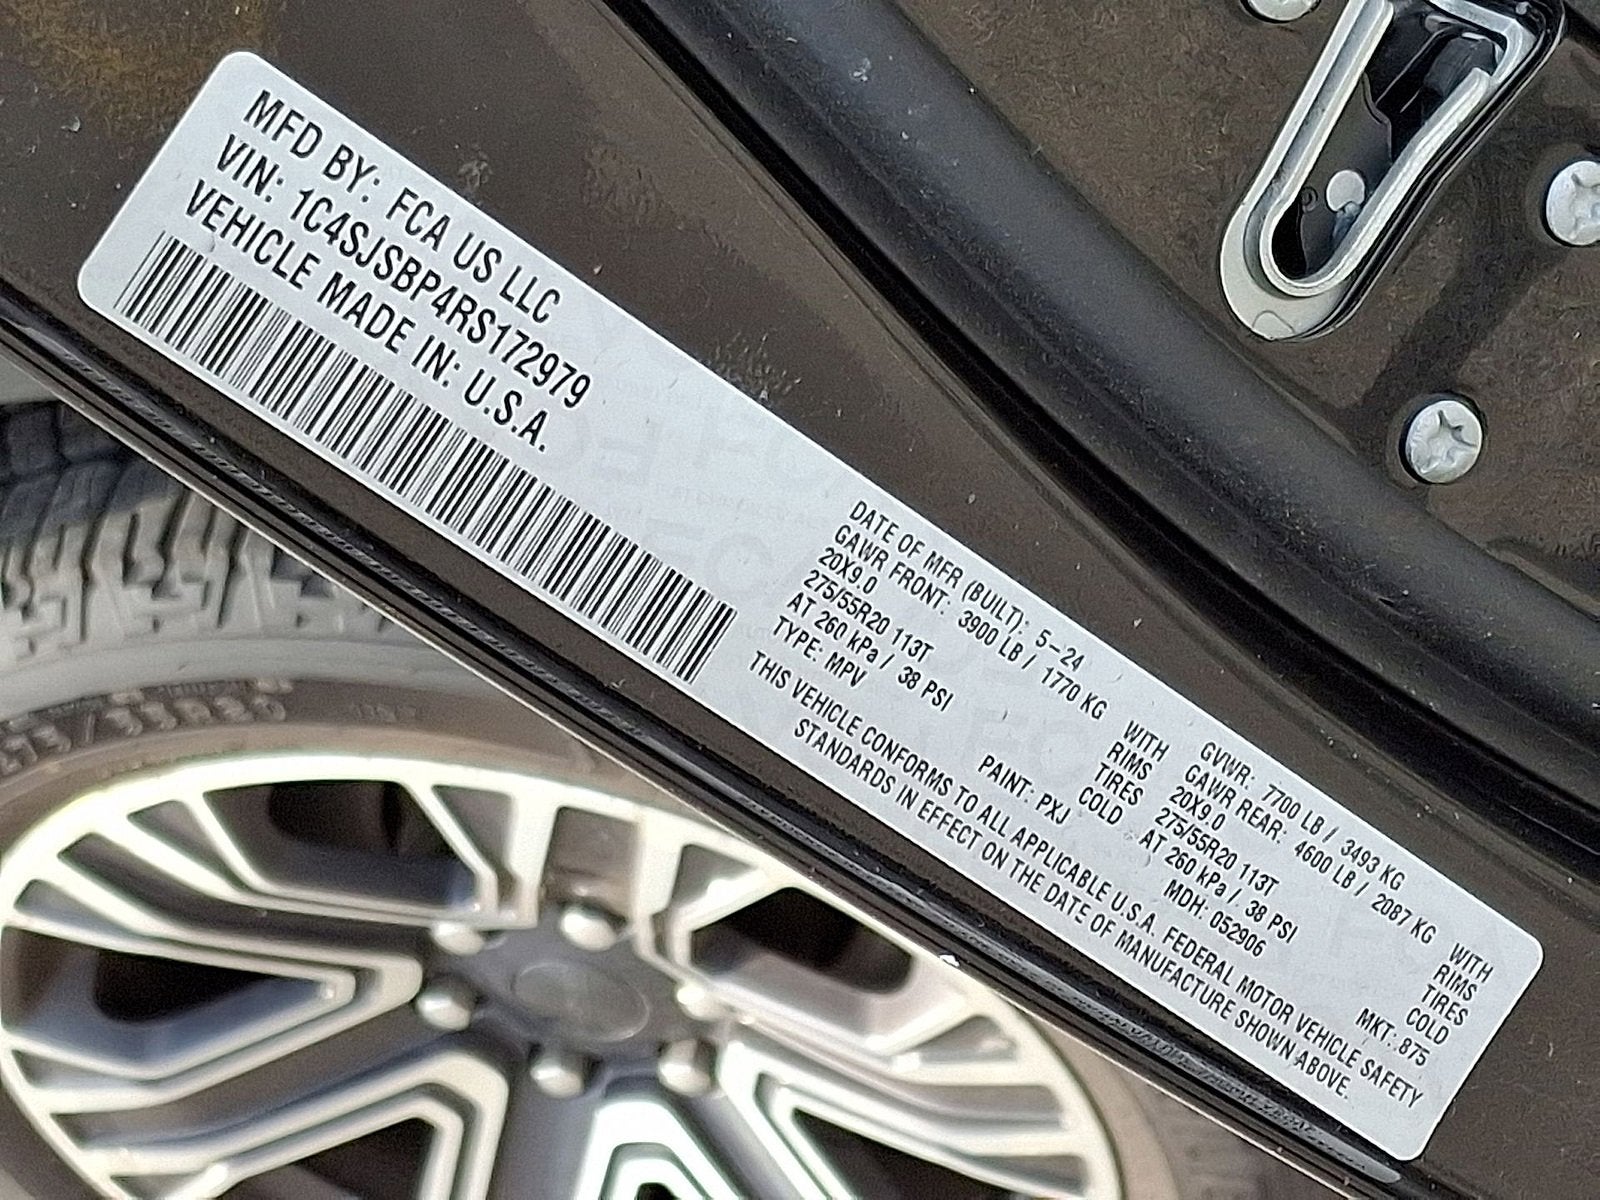 MFD BY: FCA US LLC
VIN: 1C4SJSBP4RS172979
VEHICLE MADE IN: U.S.A.
DATE OF MFR (BUILT): 5-24 GVWR: 7700 LB / 3493 KG
GAWR FRONT: 3900 LB / 1770 KG WITH GAWR REAR: 4600 LB / 2087 KG WITH
20X9.0 RIMS 20X9.0 RIMS
275/55R20 113T TIRES 275/55R20 113T TIRES
AT 260 kPa / 38 PSI COLD AT 260 kPa / 38 PSI COLD
TYPE: MPV PAINT: PXJ MDH: 052906 MKT: 875
THIS VEHICLE CONFORMS TO ALL APPLICABLE U.S.A. FEDERAL MOTOR VEHICLE SAFETY
STANDARDS IN EFFECT ON THE DATE OF MANUFACTURE SHOWN ABOVE.